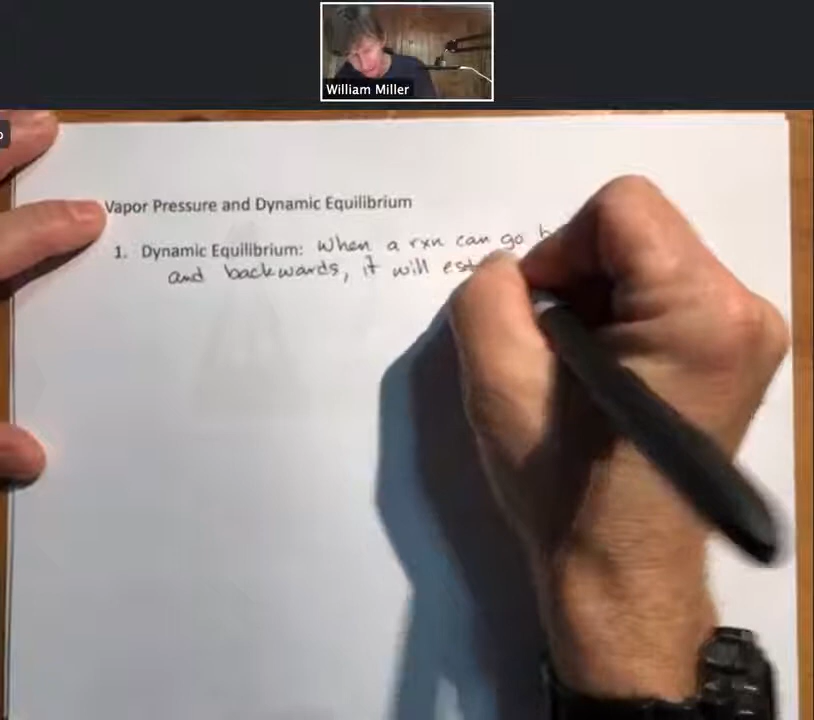 William Miller
Vapor Pressure and Dynamic Equilibrium
1. Dynamic Equilibrium: When a rxn can go
and backwards, it will